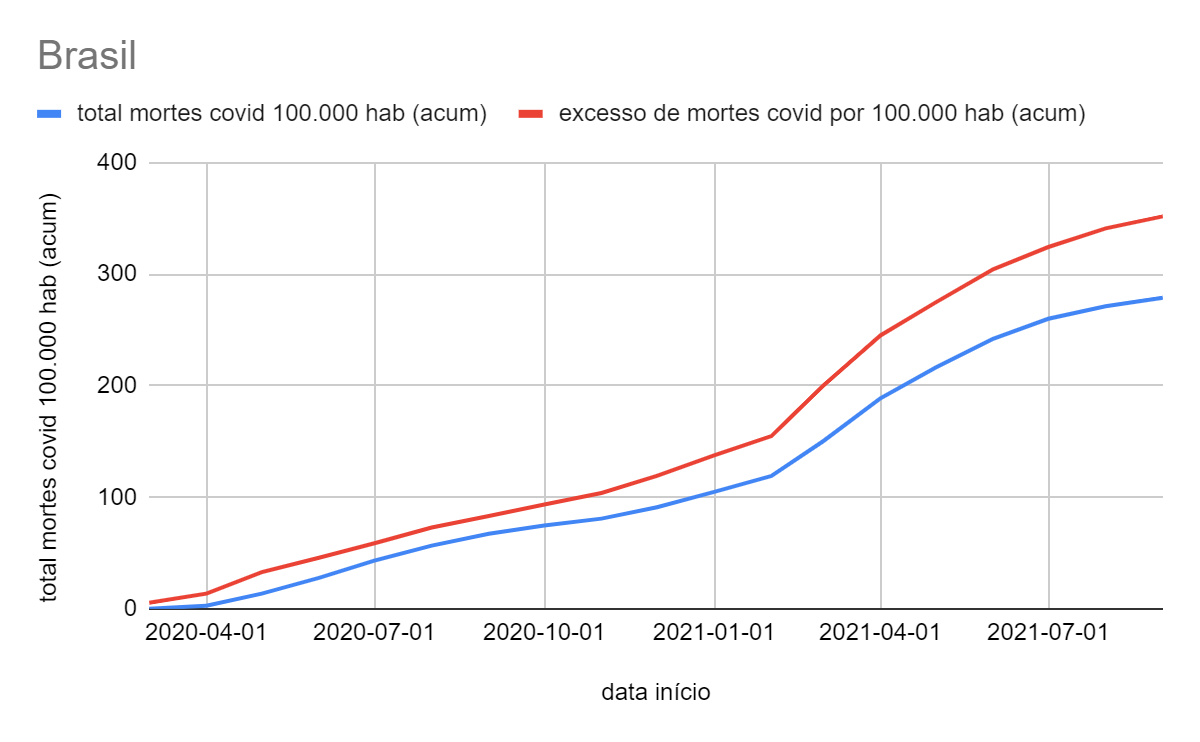 Brasil
total mortes covid 100.000 hab (acum) excesso de mortes covid por 100.000 hab (acum)
total mortes covid 100.000 hab (acum)
400
300
200
100
0
2020-04-01 2020-07-01 2020-10-01 2021-01-01 2021-04-01 2021-07-01
data início